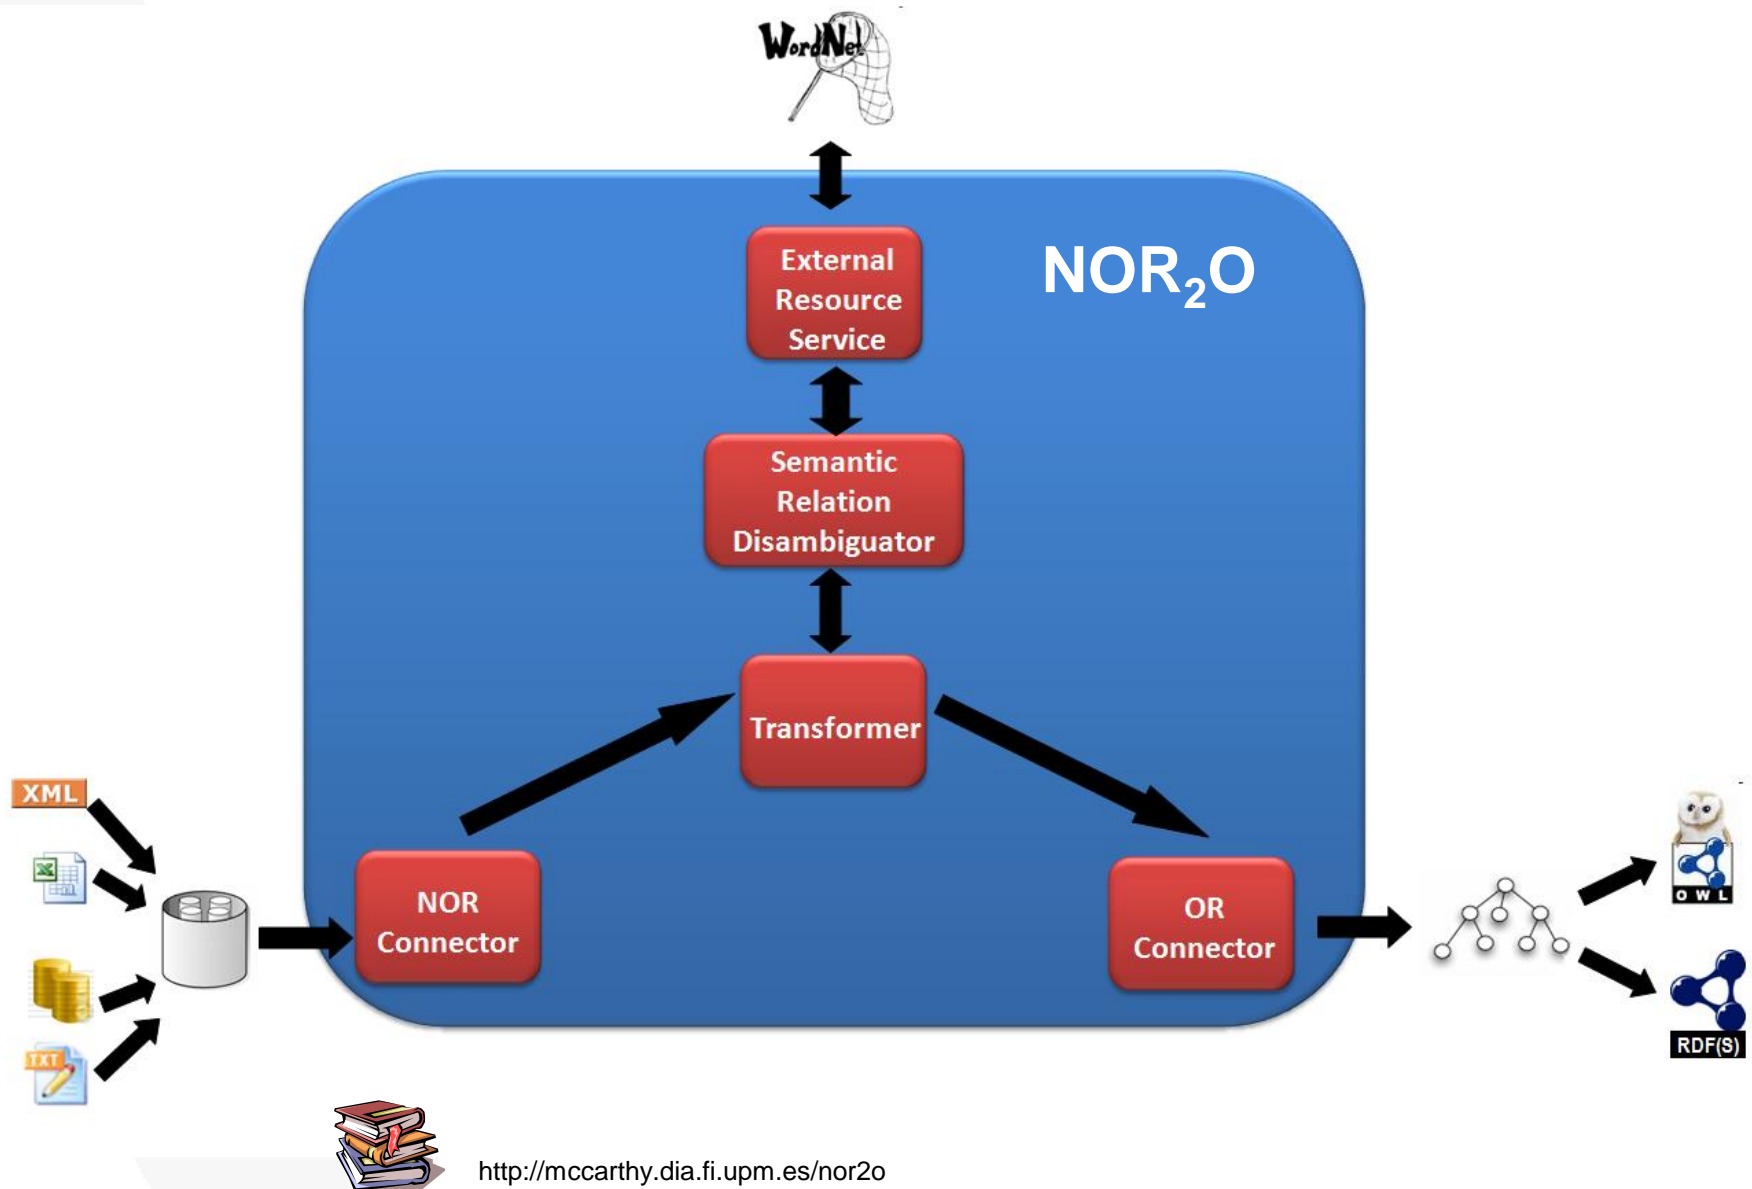 WordNet
NOR₂O
External
Resource
Service
Semantic
Relation
Disambiguator
Transformer
XML
NOR
Connector
OR
Connector
OWL
TXT
RDF(S)
http://mccarthy.dia.fi.upm.es/nor2o